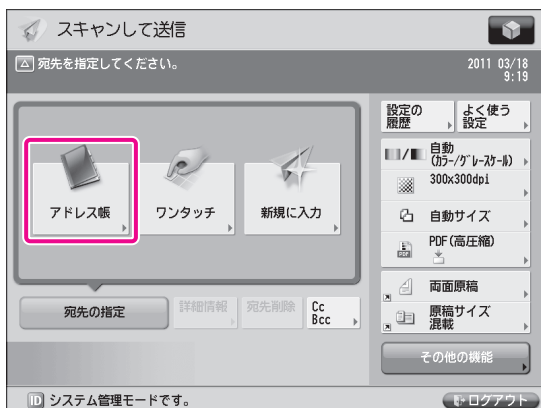 スキャンして送信
宛先を指定してください。
2011 03/18
9:19
設定の
履歴
よく使う
設定
自動
(ｶﾗｰ/ｸﾞﾚｰｽｹｰﾙ)
300x300dpi
アドレス帳
ワンタッチ
新規に入力
自動サイズ
PDF
PDF(高圧縮)
両面原稿
宛先の指定
詳細情報
宛先削除
Cc
Bcc
原稿サイズ
混載
その他の機能
ID システム管理モードです。
ログアウト